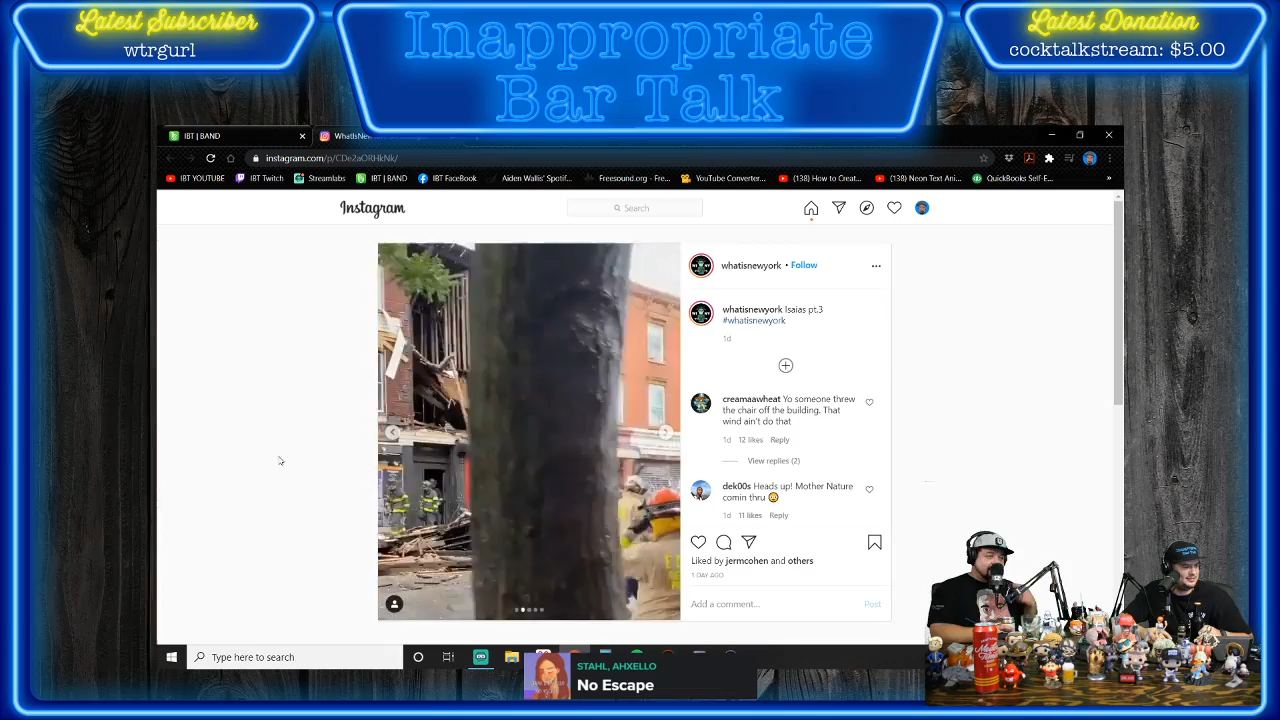 Latest Subscriber
wtrgurl
Inappropriate
Bar Talk
Latest Donation
cocktalkstream: $5.00
IBT | BAND
WhatIsNe
instagram.com/p/CDe2aORHkNk/
IBT YOUTUBE
IBT Twitch
Streamlabs
IBT | BAND
IBT FaceBook
Aiden Wallis' Spotif...
Freesound.org - Fre...
YouTube Converter...
(138) How to Creat...
(138) Neon Text Ani...
QuickBooks Self-E...
»
Instagram
Search
whatisnewyork • Follow
whatisnewyork Isaias pt.3
#whatisnewyork
1d
creamaawheat Yo someone threw
the chair off the building. That
wind ain't do that
1d 12 likes Reply
View replies (2)
dek00s Heads up! Mother Nature
comin thru 😳
1d 11 likes Reply
Liked by jermcohen and others
1 DAY AGO
Add a comment... Post
Type here to search
STAHL, AHXELLO
No Escape